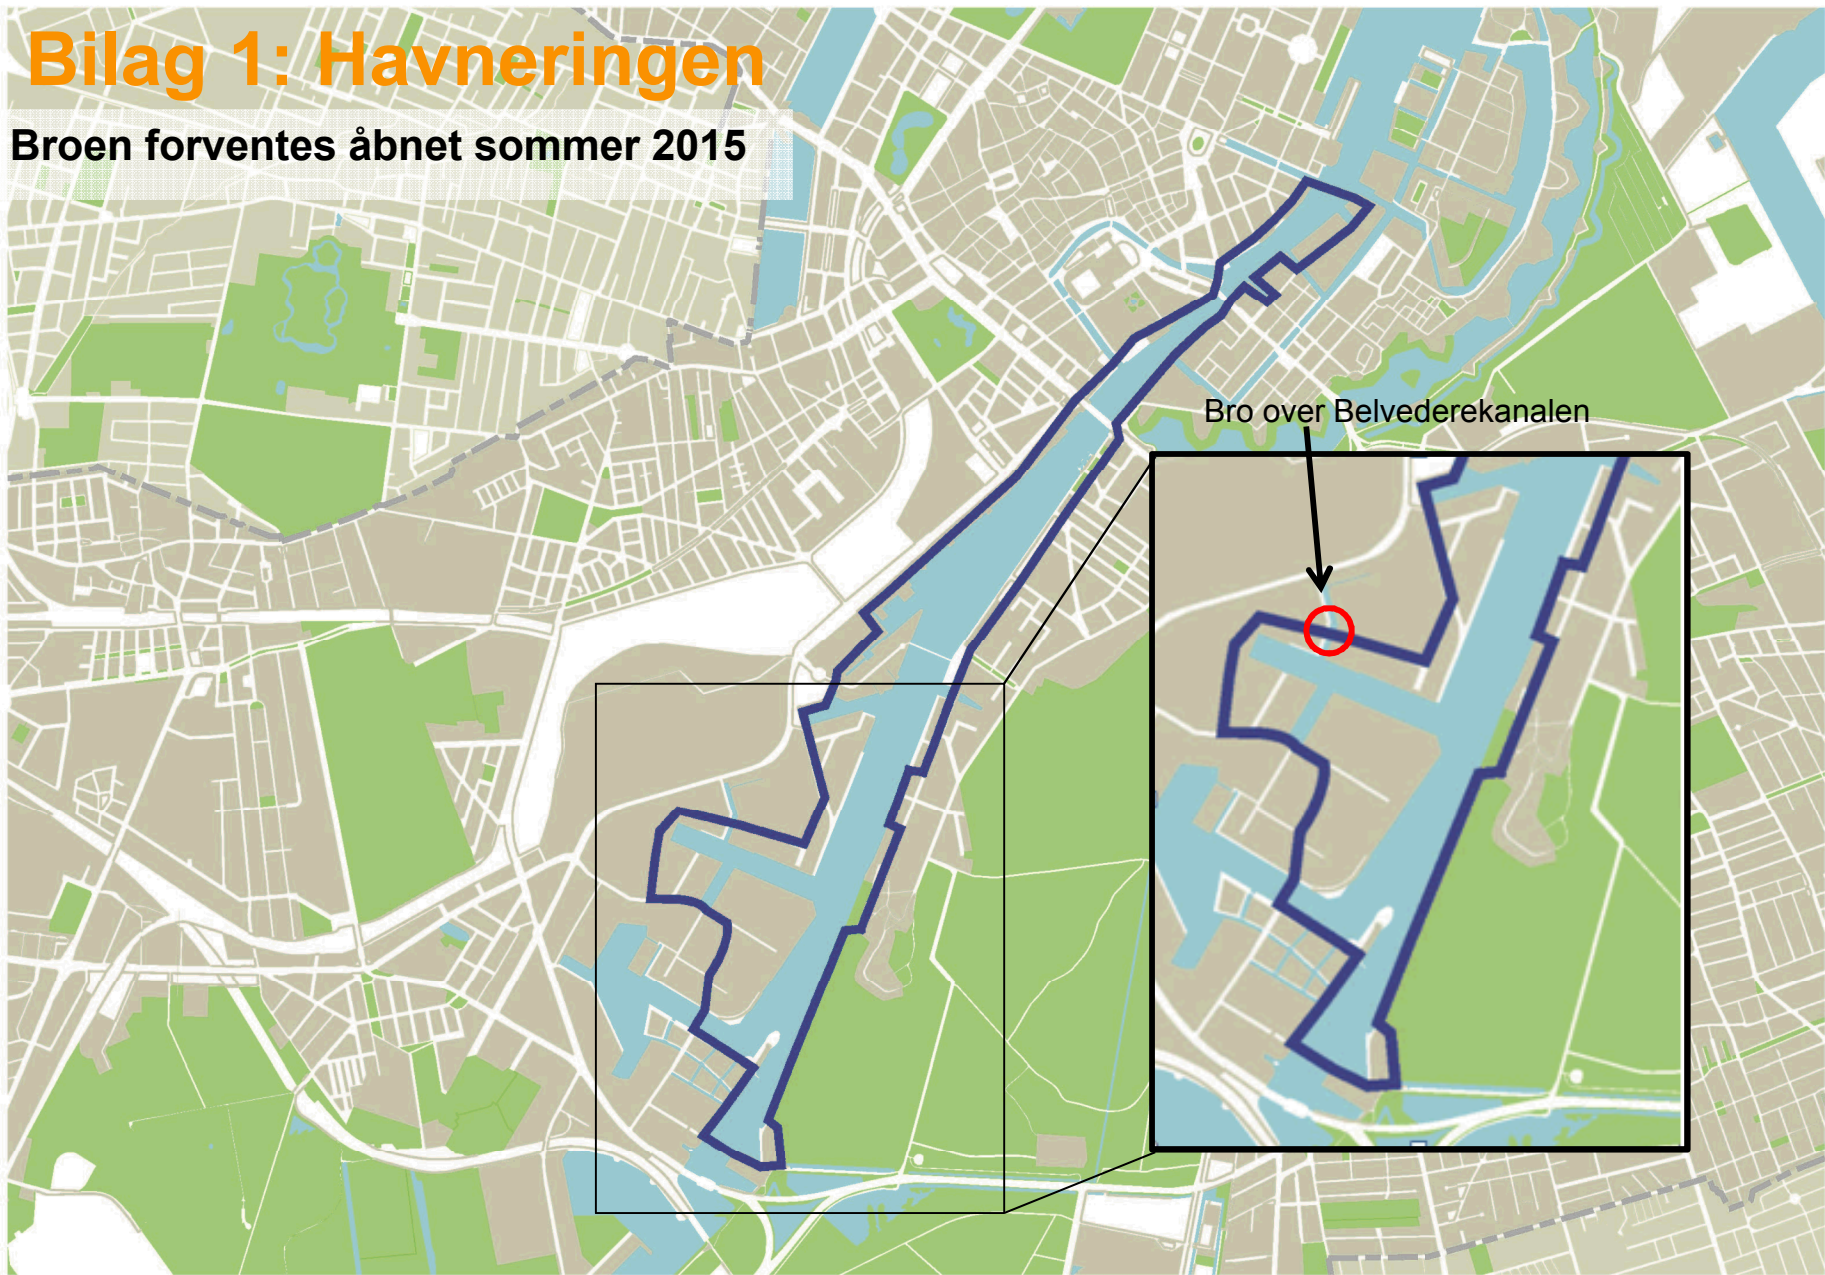 Bilag 1: Havneringen
Broen forventes åbnet sommer 2015
Bro over Belvederekanalen